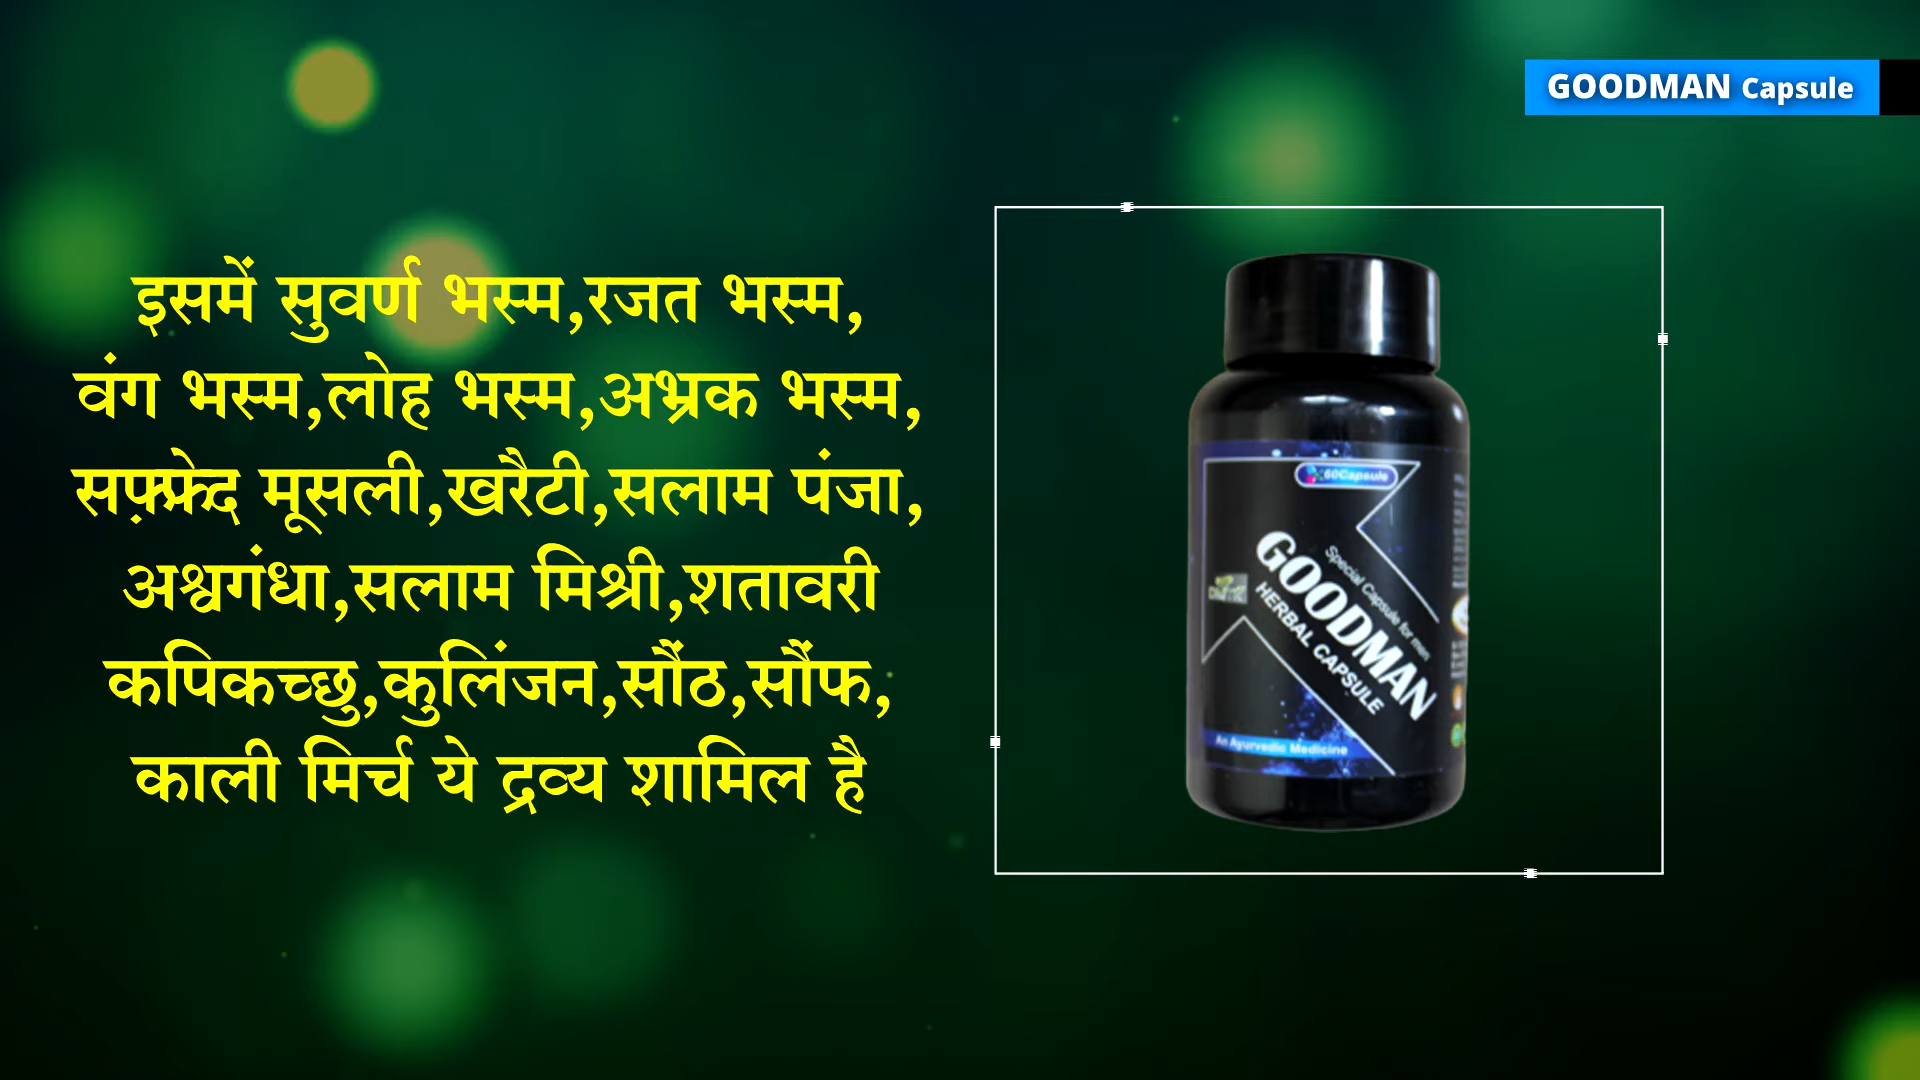 GOODMAN Capsule
इसमें सुवर्ण भस्म,रजत भस्म,
वंग भस्म,लोह भस्म,अभ्रक भस्म,
सफ़्फ्रेद मूसली,खरैटी,सलाम पंजा,
अश्वगंधा,सलाम मिश्री,शतावरी
कपिकच्छु,कुलिंजन,सौंठ,सौंफ,
काली मिर्च ये द्रव्य शामिल है
60Capsule
Special Capsule for men
GOODMAN
HERBAL CAPSULE
An Ayurvedic Medicine